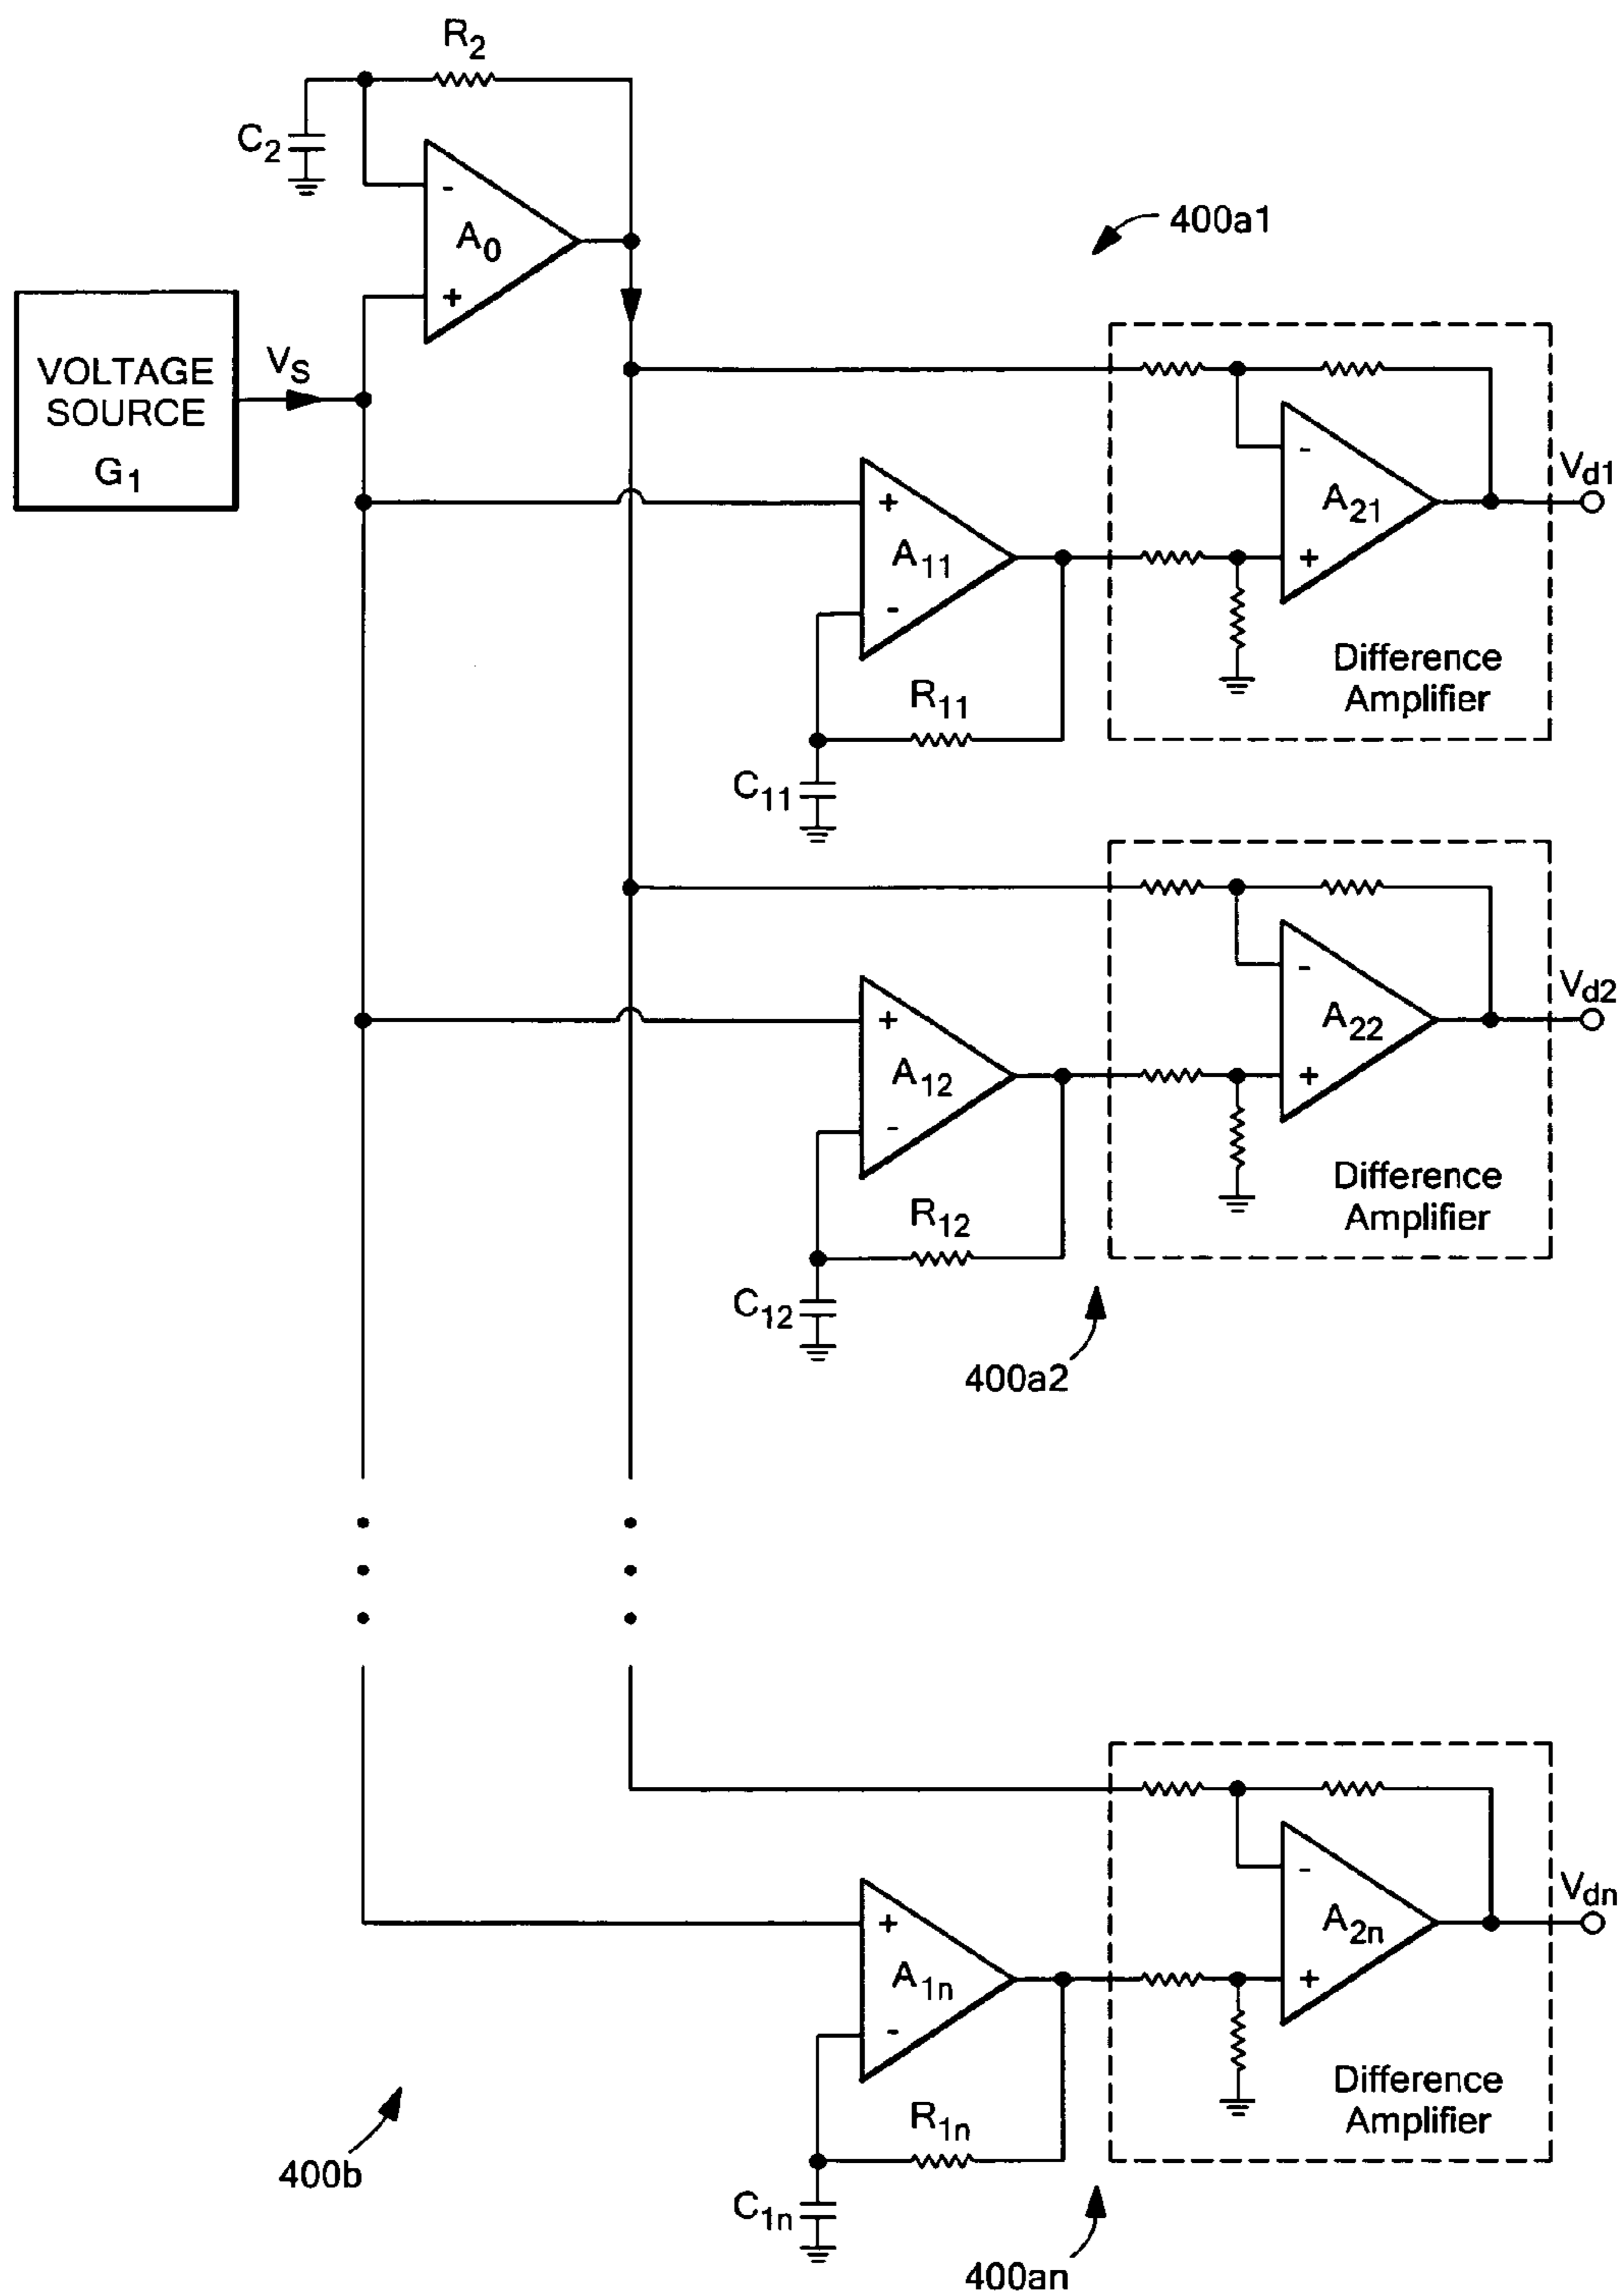 R2
C2
-
A0
+
400a1
VOLTAGE
SOURCE
G1
VS
-
A21
+
Vd1
+
A11
-
Difference
Amplifier
R11
C11
-
A22
+
Vd2
+
A12
-
Difference
Amplifier
R12
C12
400a2
-
A2n
+
Vdn
+
A1n
-
Difference
Amplifier
R1n
C1n
400b
400an